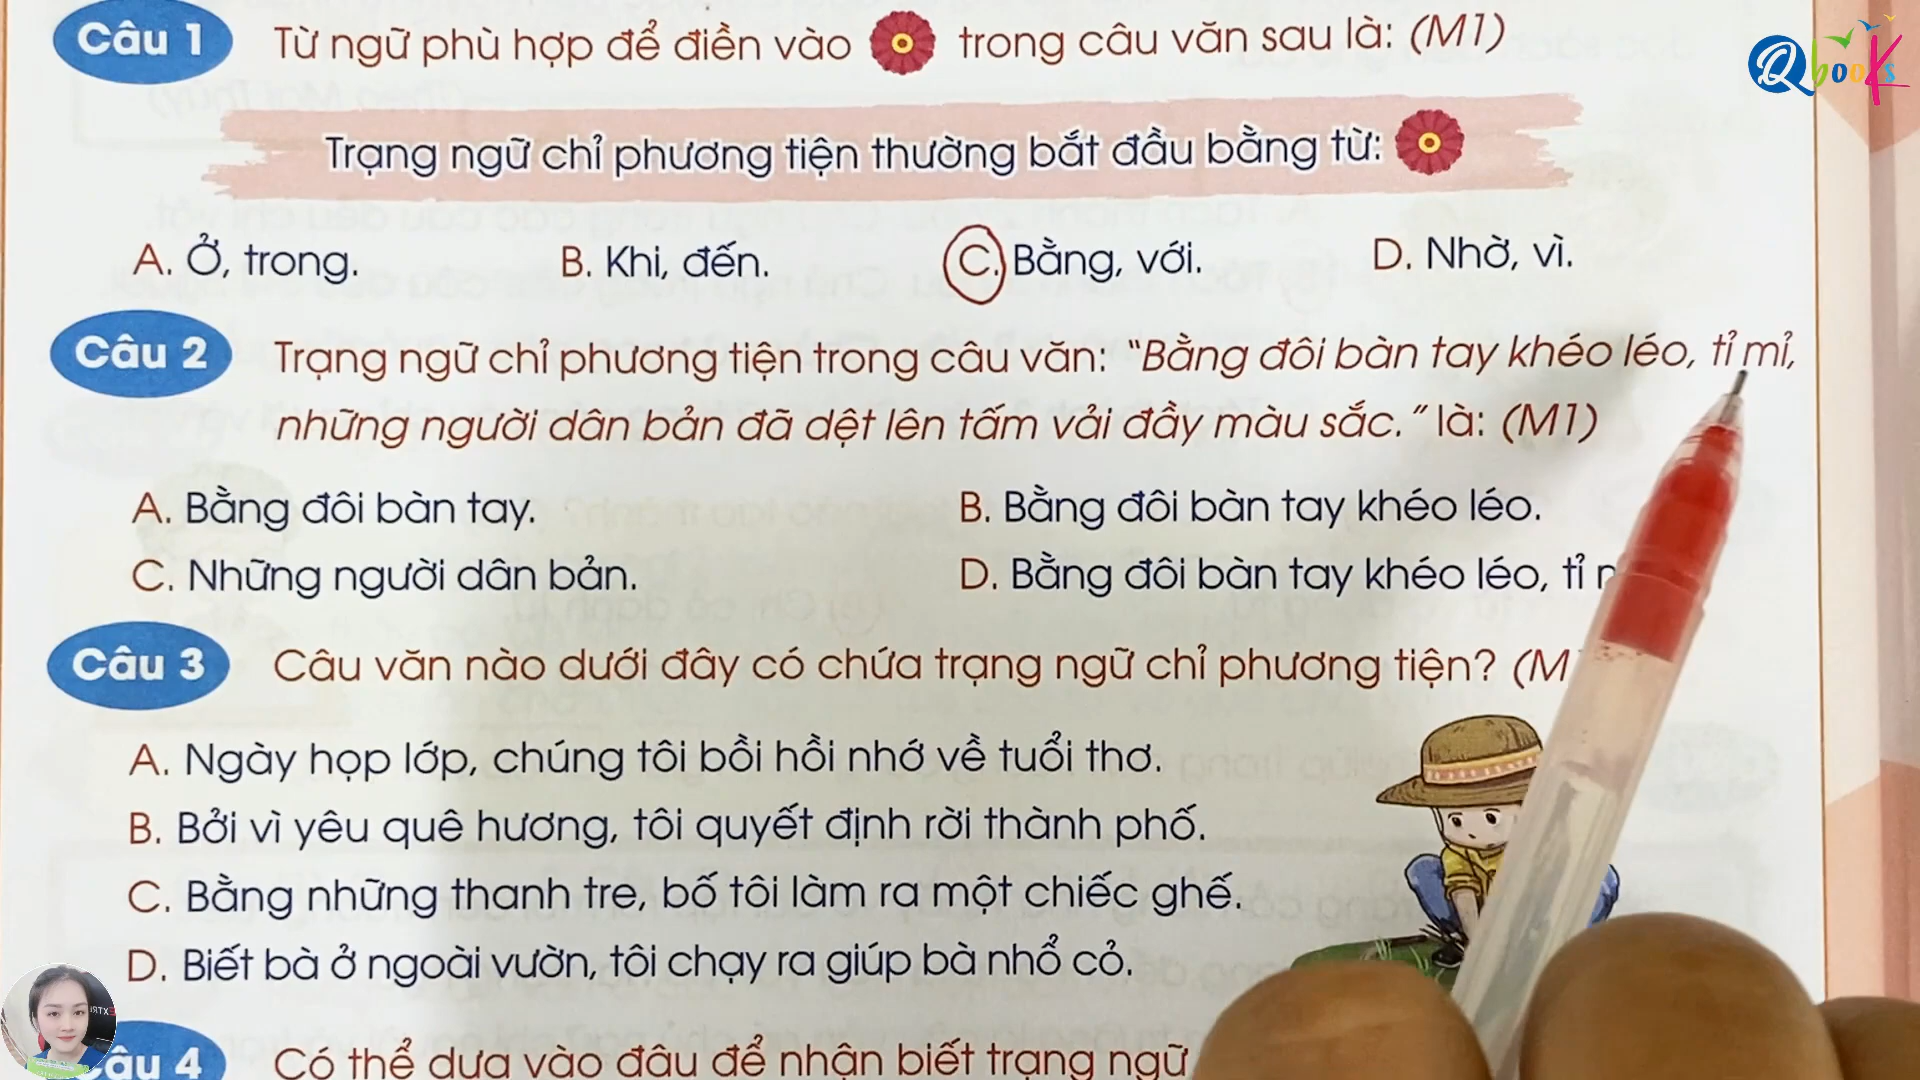 Câu 1 Từ ngữ phù hợp để điền vào trong câu văn sau là: (M1)
Qbooks
Trạng ngữ chỉ phương tiện thường bắt đầu bằng từ:
A. Ở, trong. B. Khi, đến. C. Bằng, với. D. Nhờ, vì.
Câu 2 Trạng ngữ chỉ phương tiện trong câu văn: “Bằng đôi bàn tay khéo léo, tỉ mỉ,
những người dân bản đã dệt lên tấm vải đầy màu sắc.” là: (M1)
A. Bằng đôi bàn tay. B. Bằng đôi bàn tay khéo léo.
C. Những người dân bản. D. Bằng đôi bàn tay khéo léo, tỉ
Câu 3 Câu văn nào dưới đây có chứa trạng ngữ chỉ phương tiện? (M
A. Ngày họp lớp, chúng tôi bồi hồi nhớ về tuổi thơ.
B. Bởi vì yêu quê hương, tôi quyết định rời thành phố.
C. Bằng những thanh tre, bố tôi làm ra một chiếc ghế.
D. Biết bà ở ngoài vườn, tôi chạy ra giúp bà nhổ cỏ.
Câu 4 Có thể dựa vào đâu để nhận biết trạng ngữ